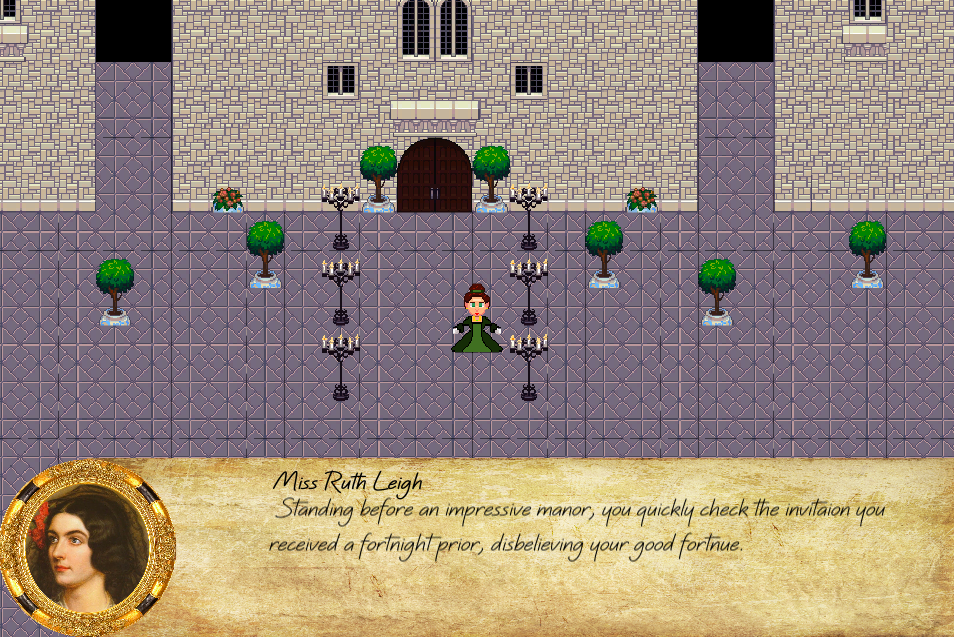 Miss Ruth Leigh
Standing before an impressive manor, you quickly check the invitaion you
received a fortnight prior, disbelieving your good fortnue.